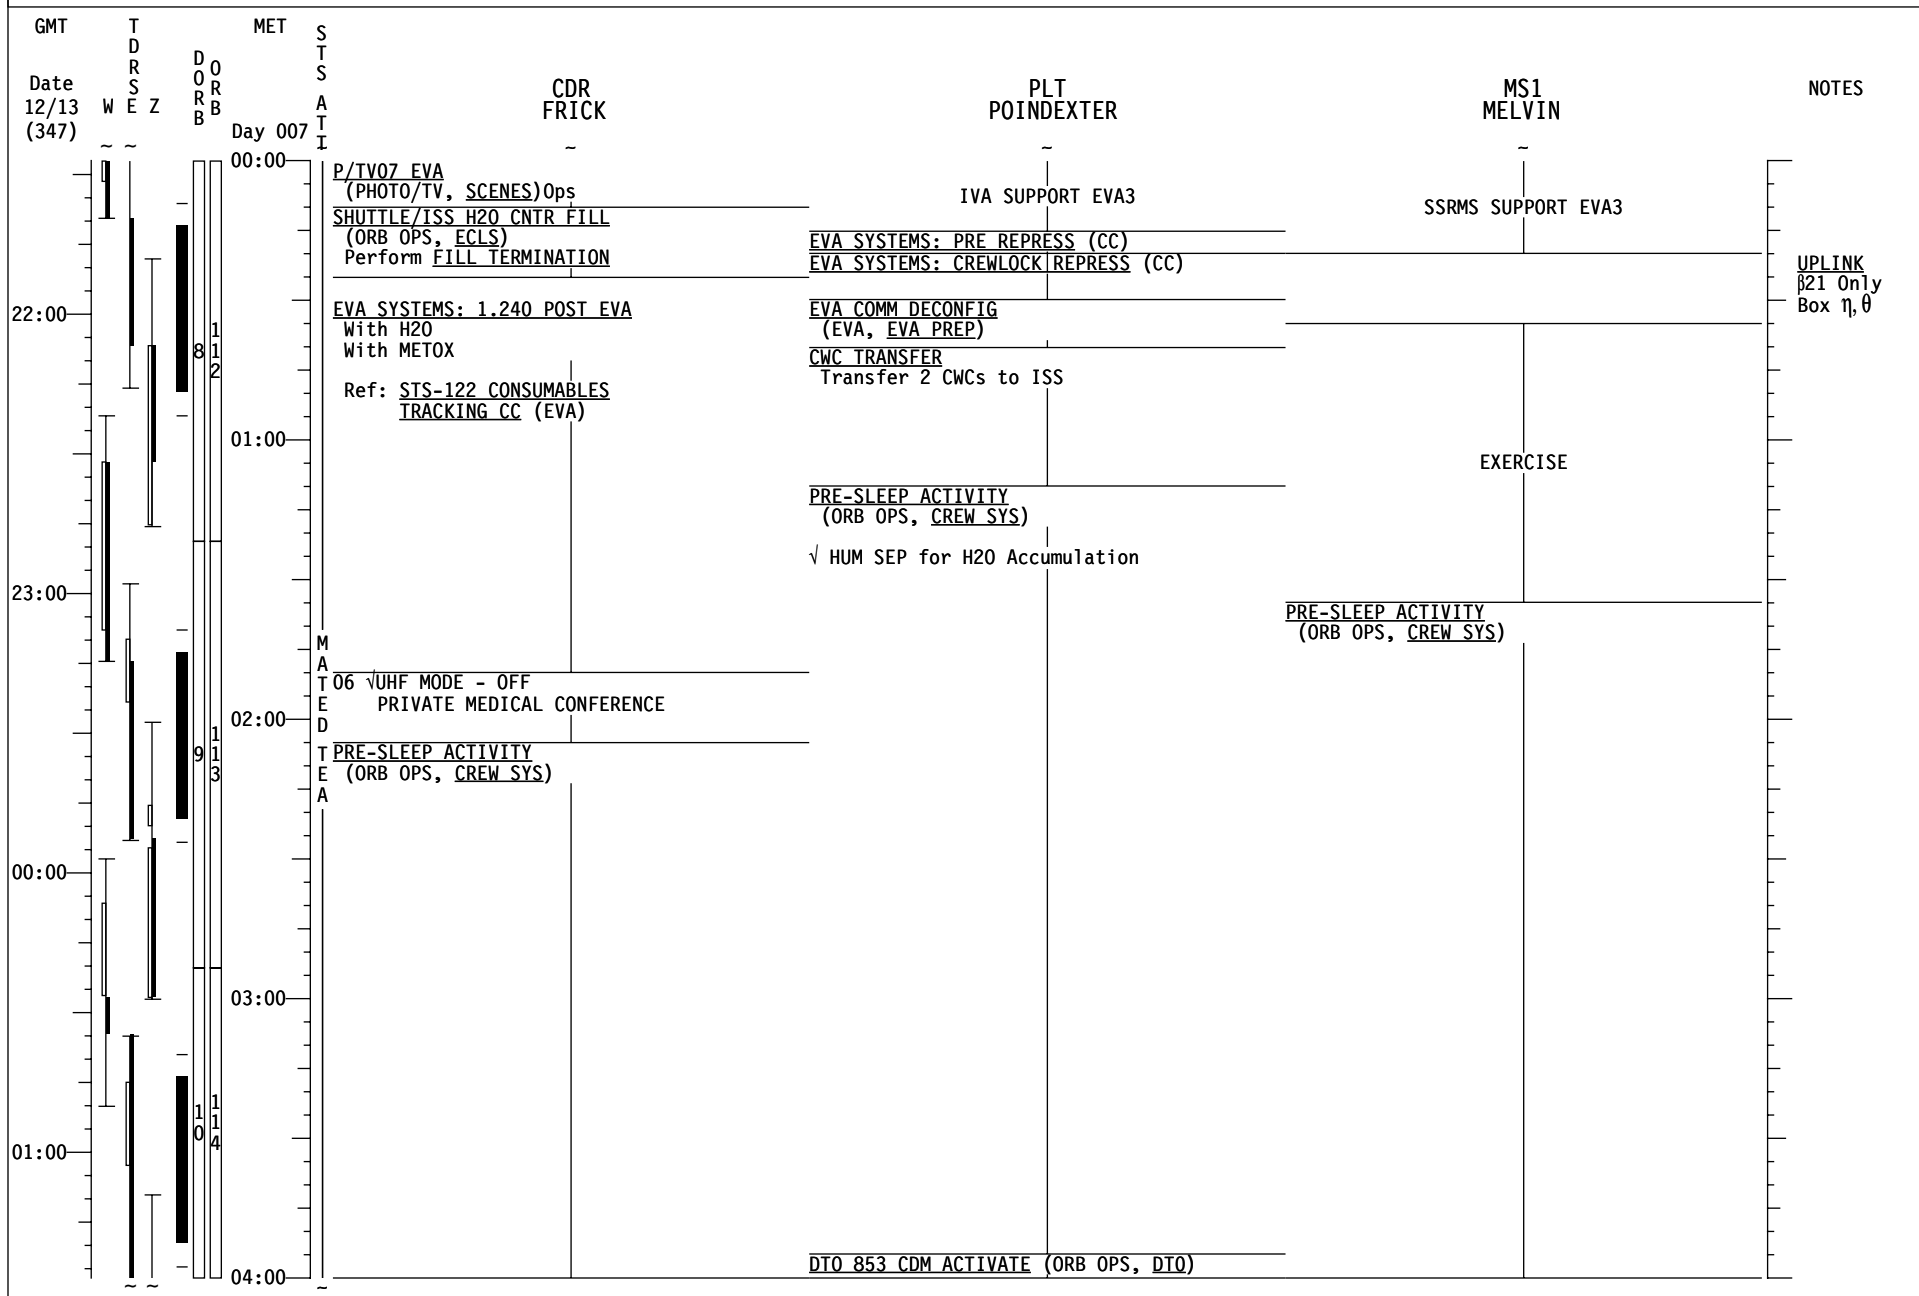 GMT
TDRS
MET
STS ATT
DORB
ORB
Date
12/13
(347)
W E Z
Day 007
CDR
FRICK
PLT
POINDEXTER
MS1
MELVIN
NOTES
~ ~
~
~
~
00:00
P/TV07 EVA
(PHOTO/TV, SCENES)Ops
SHUTTLE/ISS H2O CNTR FILL
(ORB OPS, ECLS)
Perform FILL TERMINATION
EVA SYSTEMS: 1.240 POST EVA
With H2O
With METOX
Ref: STS-122 CONSUMABLES
TRACKING CC (EVA)
06 √UHF MODE - OFF
PRIVATE MEDICAL CONFERENCE
PRE-SLEEP ACTIVITY
(ORB OPS, CREW SYS)
IVA SUPPORT EVA3
EVA SYSTEMS: PRE REPRESS (CC)
EVA SYSTEMS: CREWLOCK REPRESS (CC)
EVA COMM DECONFIG
(EVA, EVA PREP)
CWC TRANSFER
Transfer 2 CWCs to ISS
PRE-SLEEP ACTIVITY
(ORB OPS, CREW SYS)
√ HUM SEP for H2O Accumulation
DTO 853 CDM ACTIVATE (ORB OPS, DTO)
SSRMS SUPPORT EVA3
EXERCISE
PRE-SLEEP ACTIVITY
(ORB OPS, CREW SYS)
UPLINK
β21 Only
Box η,θ
22:00
23:00
00:00
01:00
8
9
10
112
113
114
01:00
02:00
03:00
04:00
MATED TEA
~ ~
~